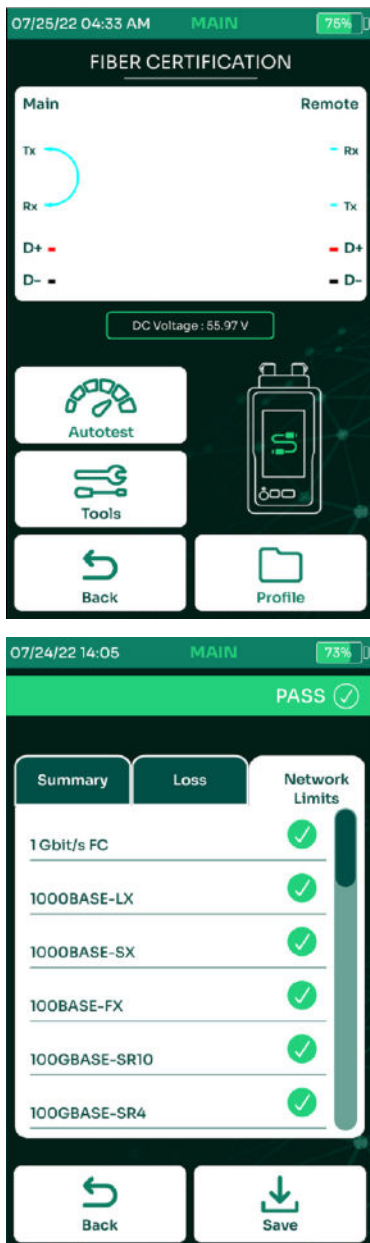 07/25/22 04:33 AM MAIN 75%
FIBER CERTIFICATION
Main Remote
Tx Rx
Rx Tx
D+ D+
D- D-
DC Voltage : 55.97 V
Autotest
Tools
Back Profile
07/24/22 14:05 MAIN 73%
PASS
Summary Loss Network
Limits
1 Gbit/s FC
1000BASE-LX
1000BASE-SX
100BASE-FX
100GBASE-SR10
100GBASE-SR4
Back Save